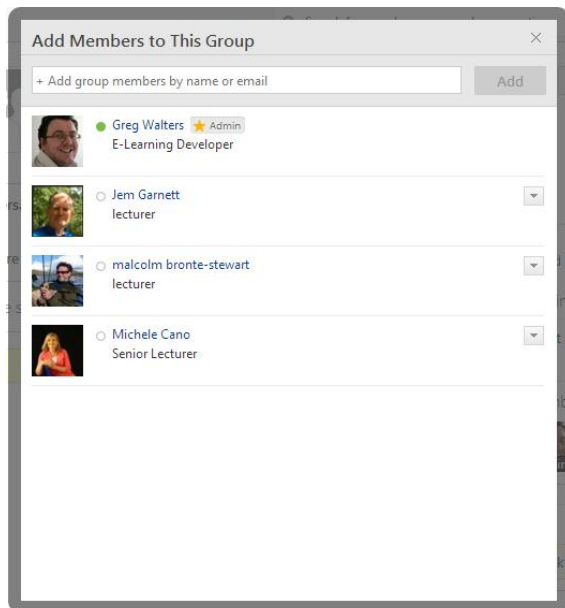 Add Members to This Group
+ Add group members by name or email
Add
Greg Walters Admin
E-Learning Developer
Jem Garnett
lecturer
malcolm bronte-stewart
lecturer
Michele Cano
Senior Lecturer